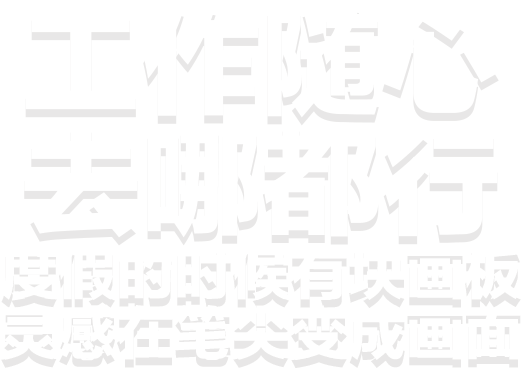 工作随心
去哪都行
度假的时候有块画板
灵感在笔尖变成画面